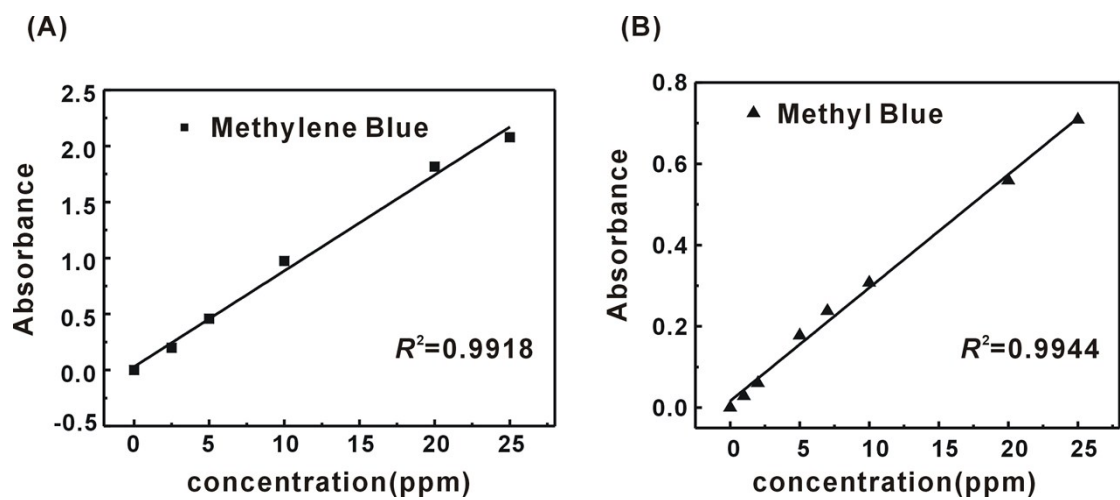 (A)
2.5
2.0
1.5
1.0
0.5
0.0
-0.5
Absorbance
Methylene Blue
R²=0.9918
0 5 10 15 20 25
concentration(ppm)
(B)
0.8
0.6
0.4
0.2
0.0
Absorbance
Methyl Blue
R²=0.9944
0 5 10 15 20 25
concentration(ppm)